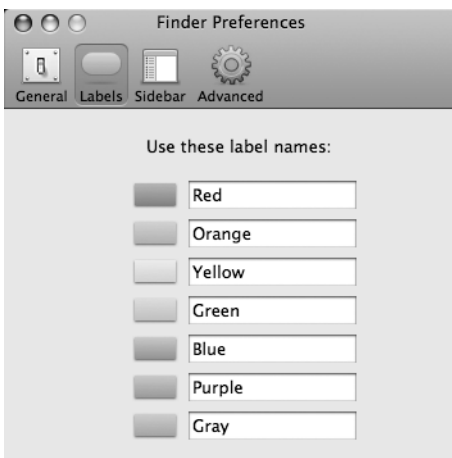 Finder Preferences
General Labels Sidebar Advanced
Use these label names:
Red
Orange
Yellow
Green
Blue
Purple
Gray